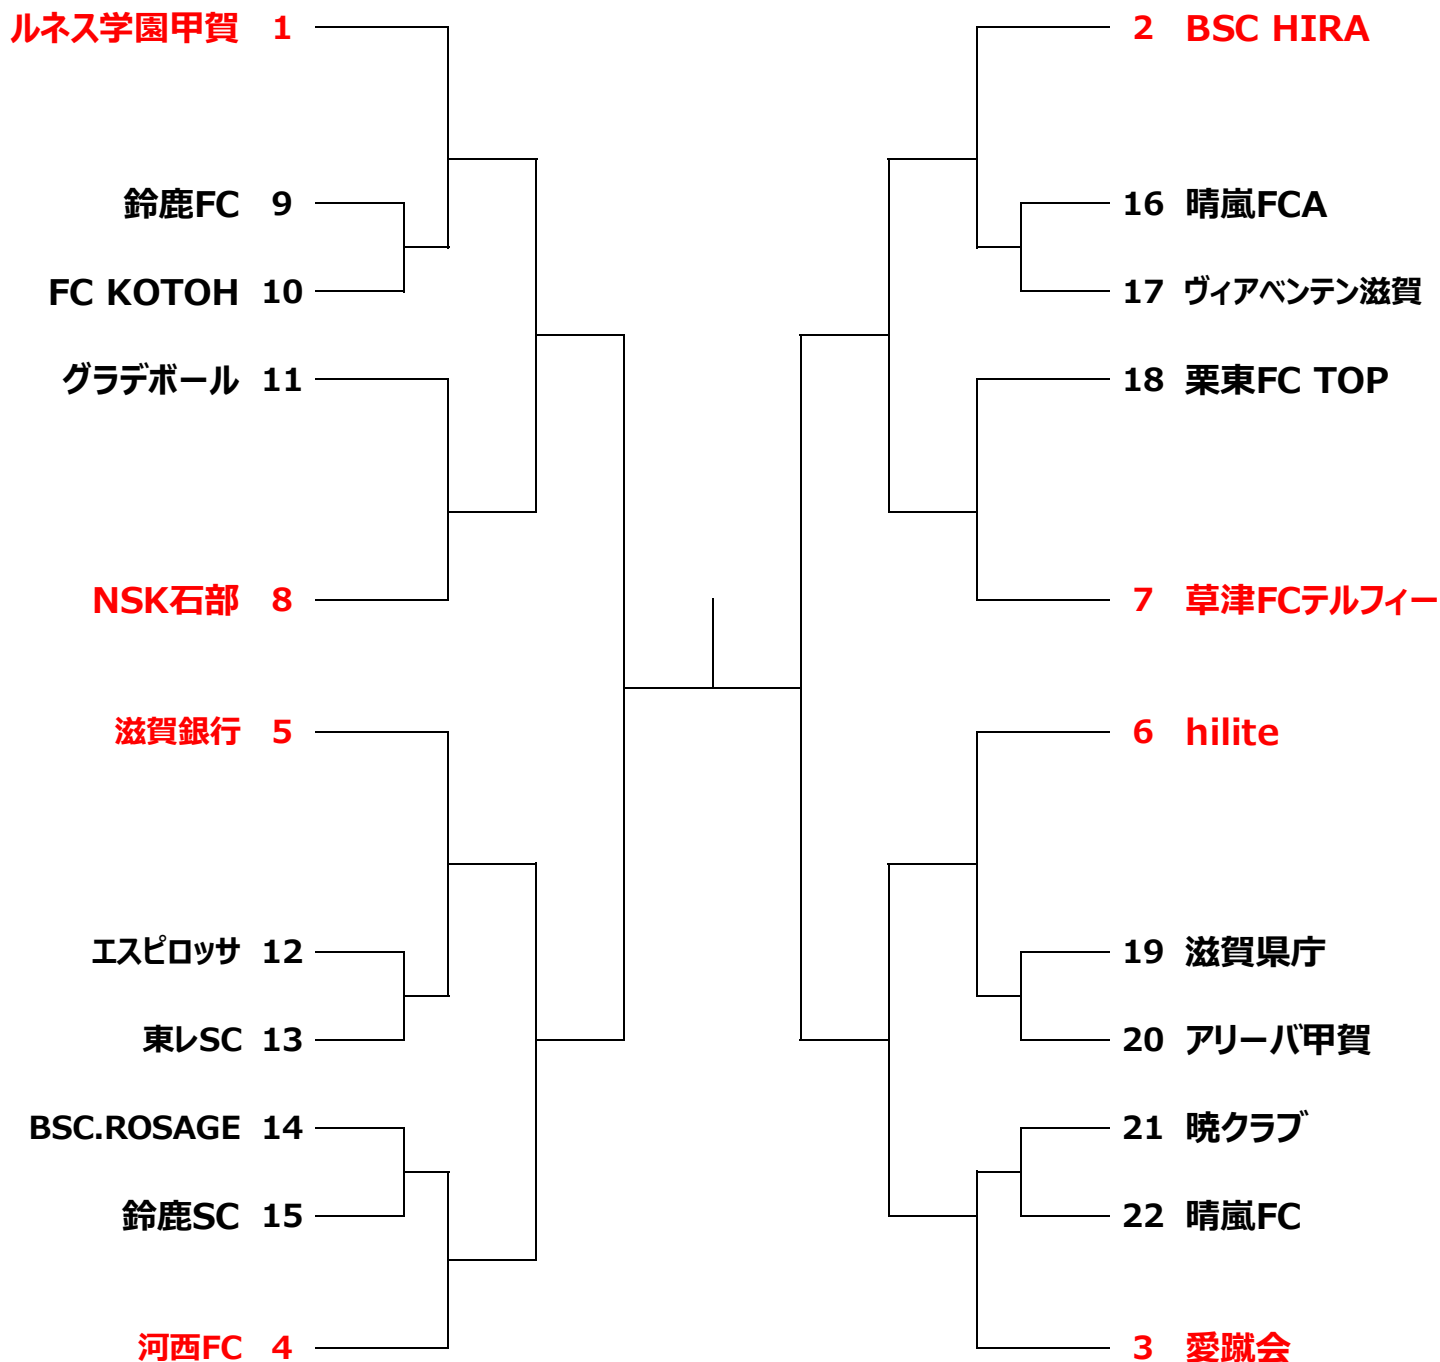 ルネス学園甲賀 1
鈴鹿FC 9
FC KOTOH 10
グラデボール 11
NSK石部 8
滋賀銀行 5
エスピロッサ 12
東レSC 13
BSC.ROSAGE 14
鈴鹿SC 15
河西FC 4
2 BSC HIRA
16 晴嵐FCA
17 ヴィアベンテン滋賀
18 栗東FC TOP
7 草津FCテルフィー
6 hilite
19 滋賀県庁
20 アリーバ甲賀
21 暁クラブ
22 晴嵐FC
3 愛蹴会